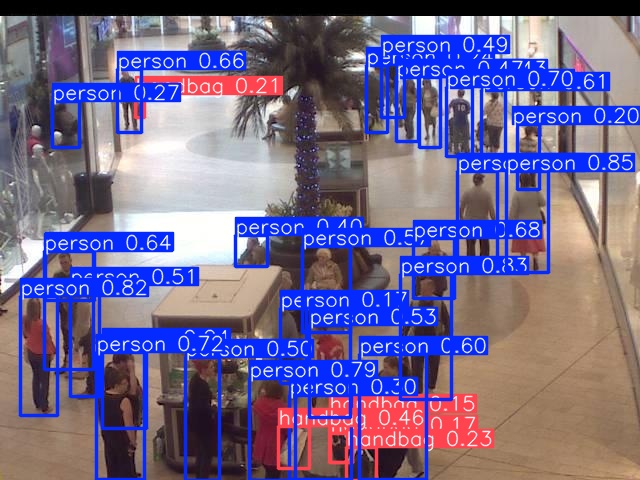 person 0.49
person 0.66
person 0.70
.61
handbag 0.21
person 0.27
person 0.20
person 0.85
person 0.40
person 0.68
person 0.64
person 0.83
person 0.51
person 0.82
person 0.17
person 0.53
person 0.72
person 0.50
person 0.60
person 0.79
person 0.30
handbag 0.15
handbag 0.46
0.17
handbag 0.23